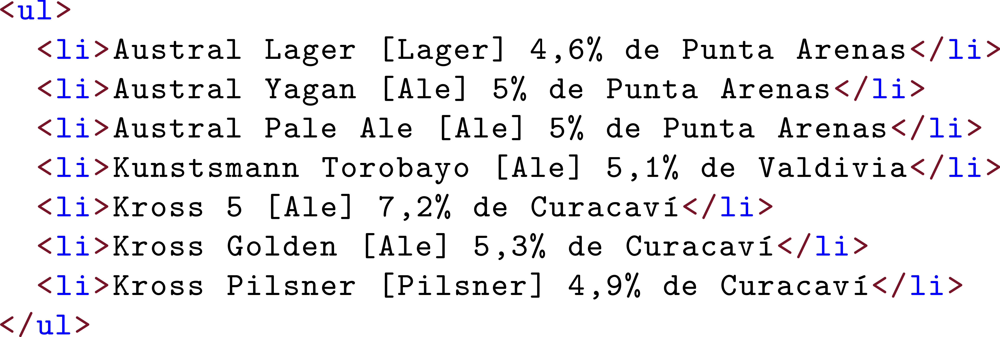 <ul>
<li>Austral Lager [Lager] 4,6% de Punta Arenas</li>
<li>Austral Yagan [Ale] 5% de Punta Arenas</li>
<li>Austral Pale Ale [Ale] 5% de Punta Arenas</li>
<li>Kunstsmann Torobayo [Ale] 5,1% de Valdivia</li>
<li>Kross 5 [Ale] 7,2% de Curacaví</li>
<li>Kross Golden [Ale] 5,3% de Curacaví</li>
<li>Kross Pilsner [Pilsner] 4,9% de Curacaví</li>
</ul>